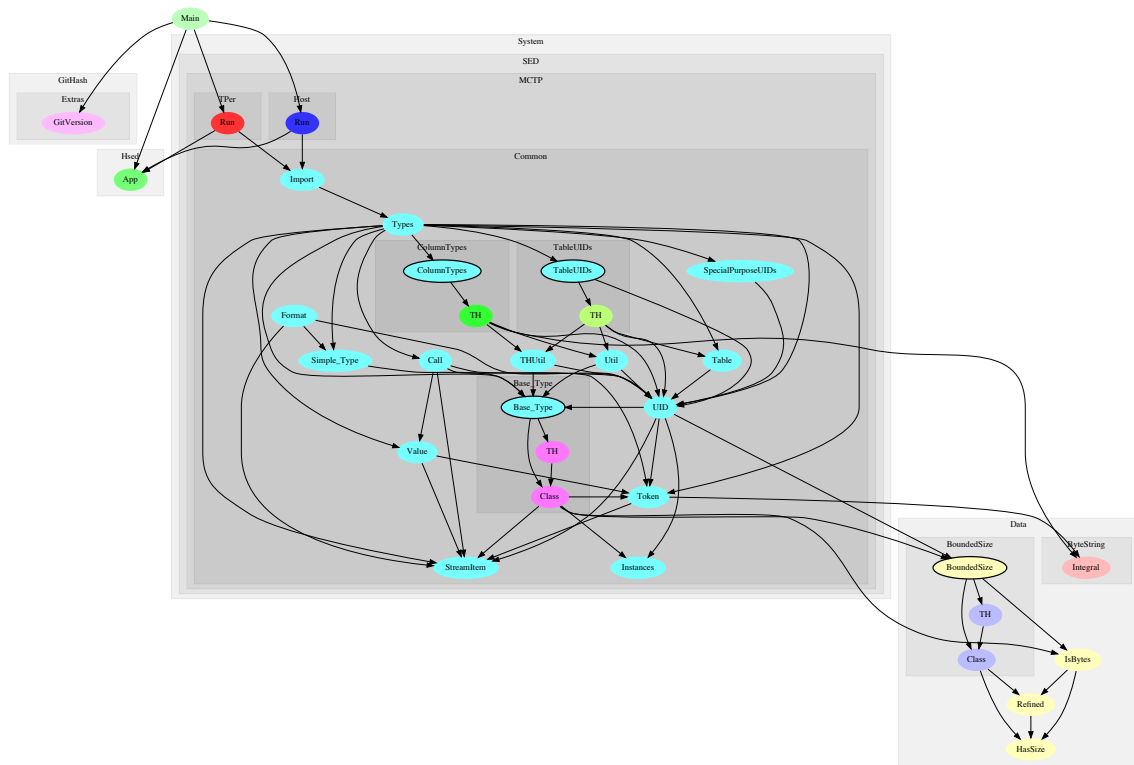 Main
System
SED
MCTP
GitHash
Extras
GitVersion
TPer
Run
Host
Run
Hsed
App
Common
Import
Types
ColumnTypes
ColumnTypes
TableUIDs
TableUIDs
SpecialPurposeUIDs
Format
TH
TH
Simple_Type
Call
THUtil
Util
Table
Base_Type
Base_Type
UID
Value
TH
Class
Token
StreamItem
Instances
Data
BoundedSize
BoundedSize
ByteString
Integral
TH
Class
IsBytes
Refined
HasSize